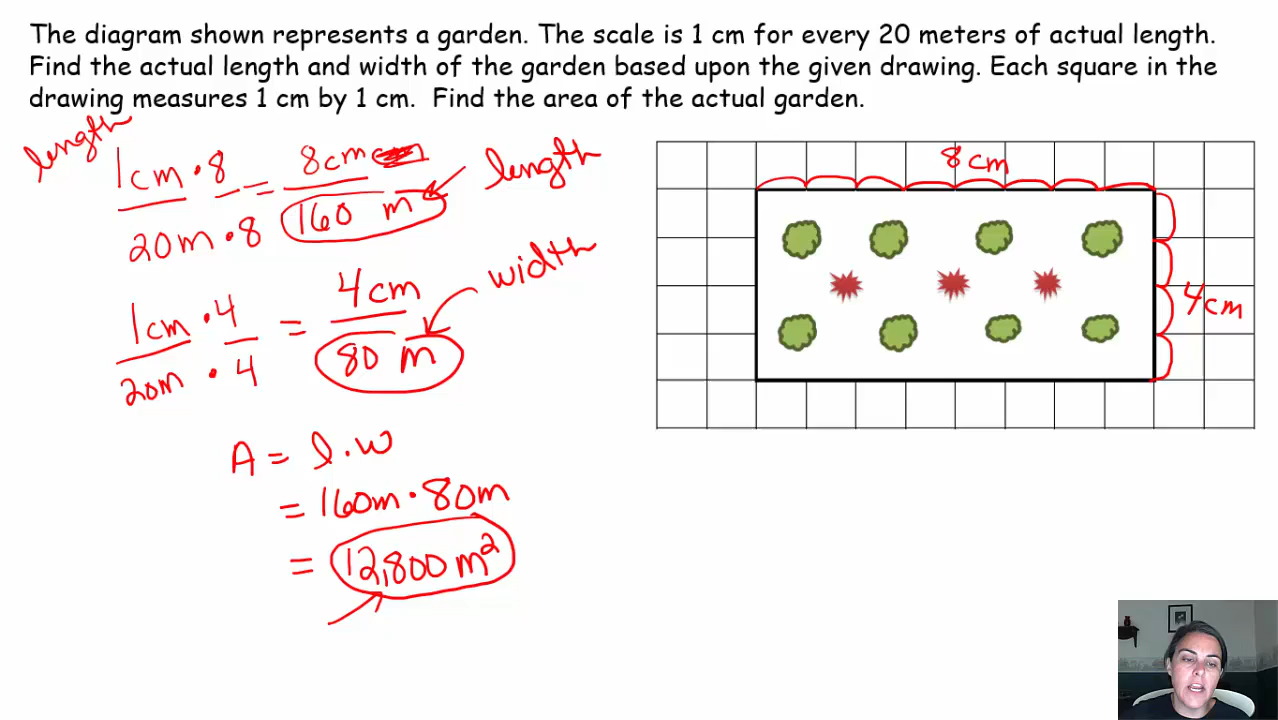 The diagram shown represents a garden. The scale is 1 cm for every 20 meters of actual length.
Find the actual length and width of the garden based upon the given drawing. Each square in the
drawing measures 1 cm by 1 cm. Find the area of the actual garden.
length
1cm · 8 = 8cm
20m · 8 160 m
length
1cm · 4 = 4cm
20m · 4 80 m
width
A = l · w
= 160m · 80m
= 12,800 m²
8cm
4cm